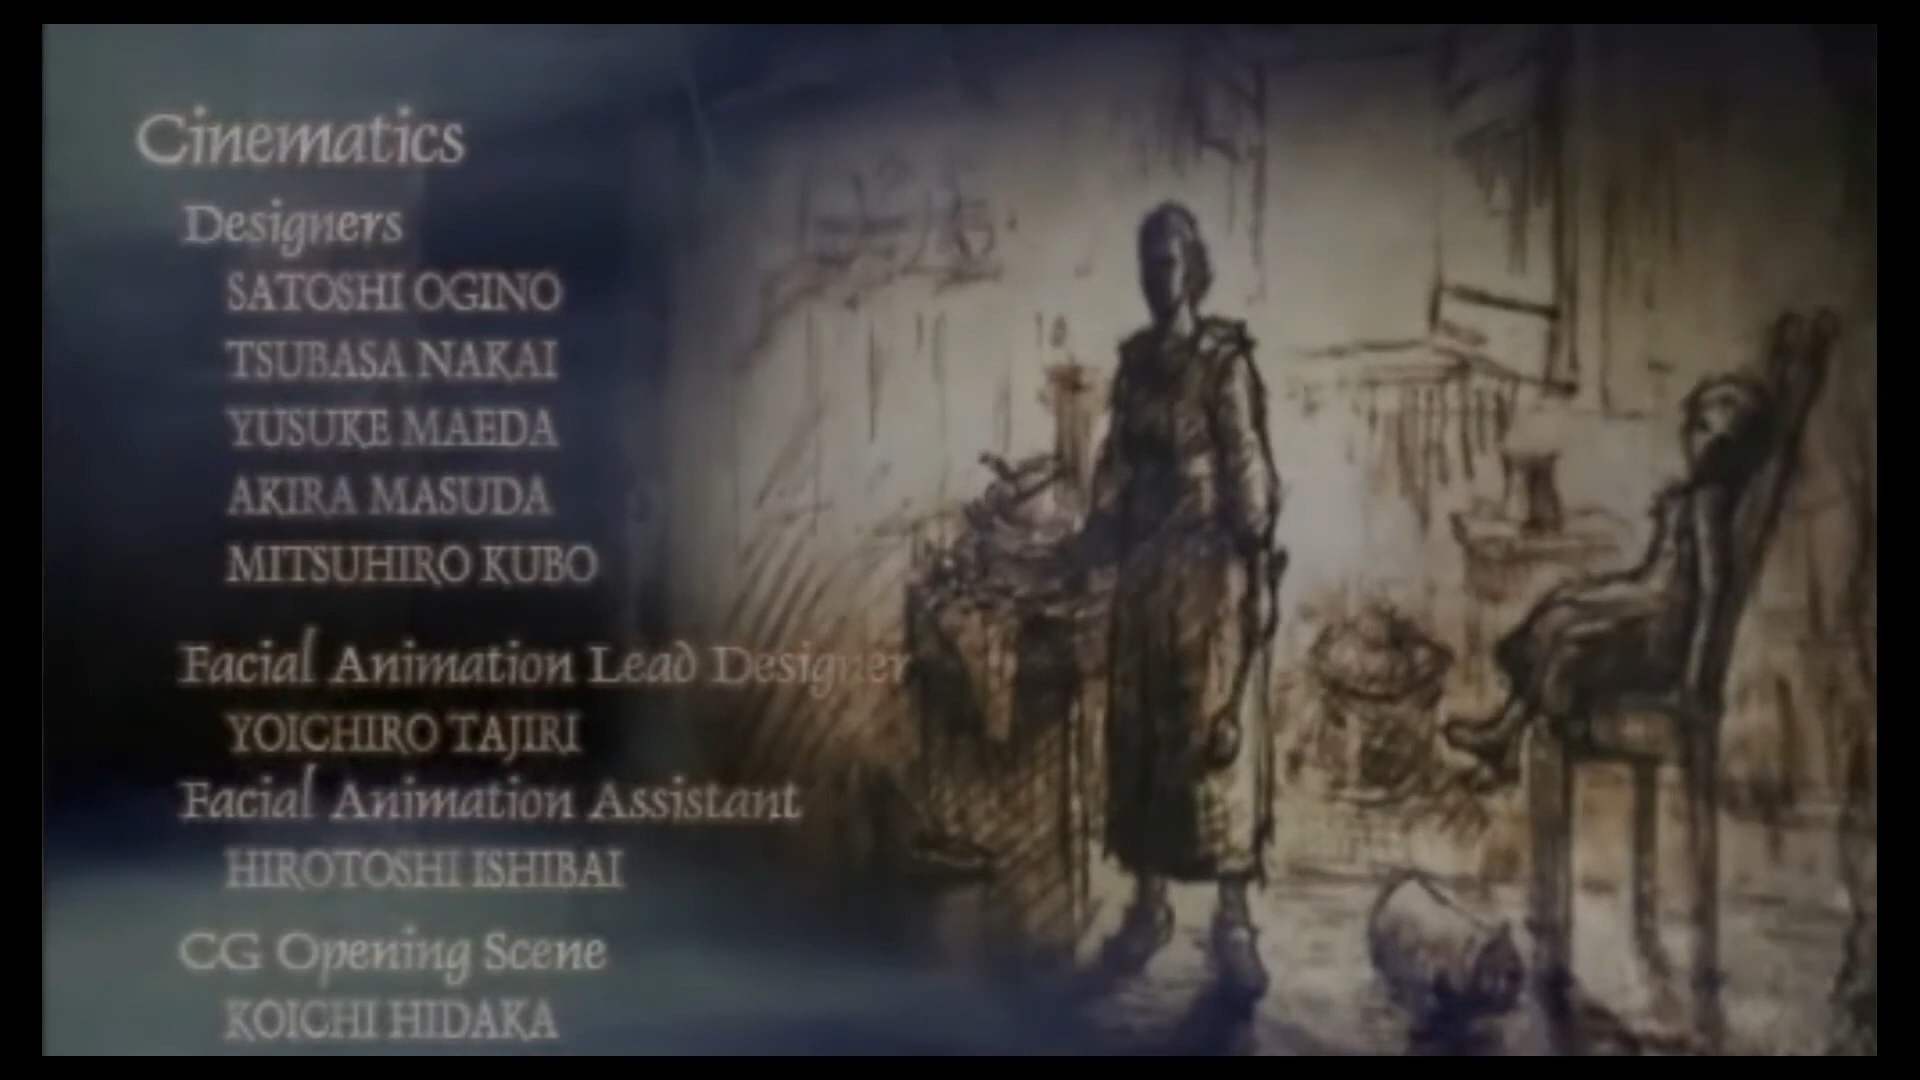 Cinematics
Designers
SATOSHI OGINO
TSUBASA NAKAI
YUSUKE MAEDA
AKIRA MASUDA
MITSUHIRO KUBO
Facial Animation Lead Designer
YOICHIRO TAJIRI
Facial Animation Assistant
HIROTOSHI ISHIBAI
CG Opening Scene
KOICHI HIDAKA